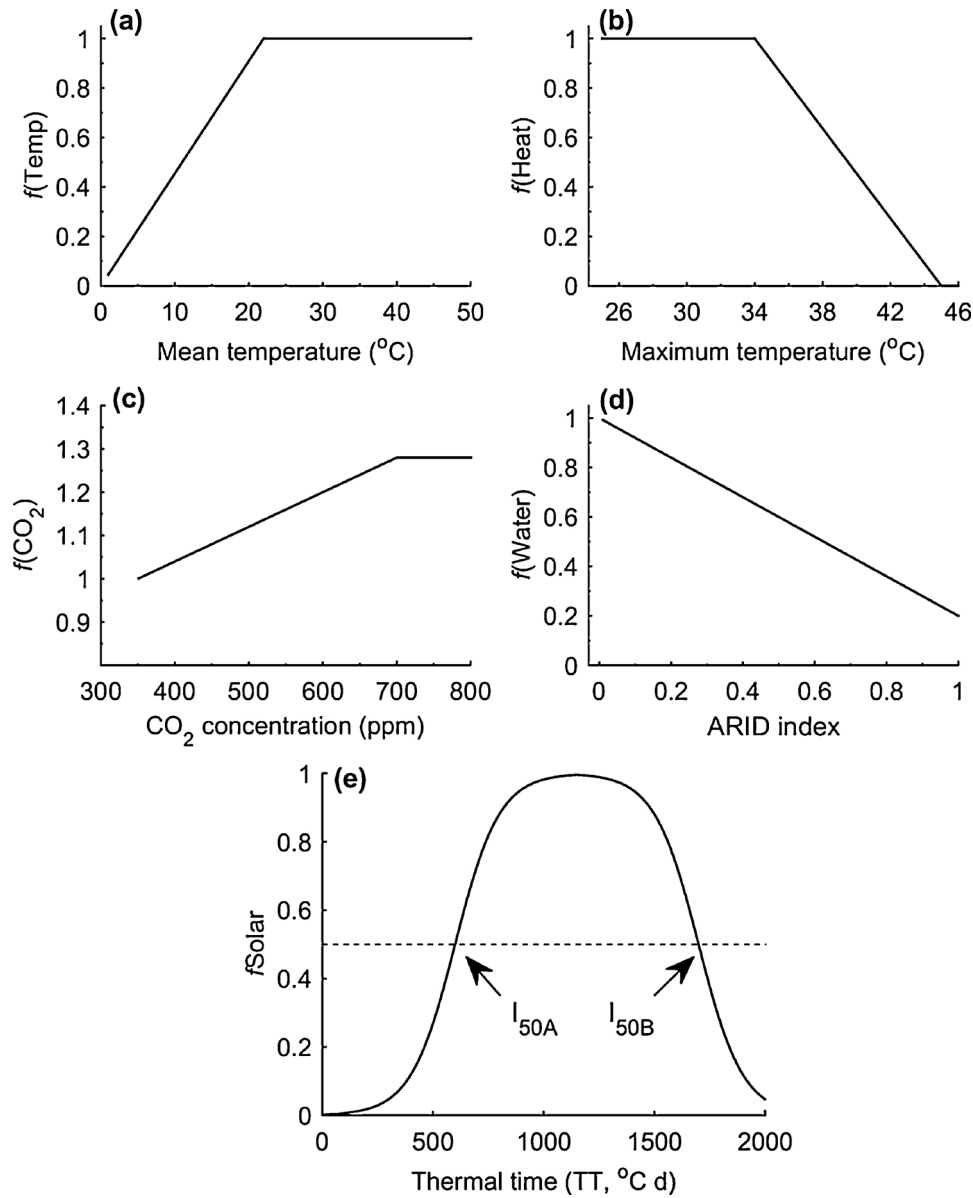 (a)
1
0.8
0.6
0.4
0.2
0
f(Temp)
0 10 20 30 40 50
Mean temperature (°C)
(b)
1
0.8
0.6
0.4
0.2
0
f(Heat)
26 30 34 38 42 46
Maximum temperature (°C)
(c)
1.4
1.3
1.2
1.1
1
0.9
f(CO₂)
300 400 500 600 700 800
CO₂ concentration (ppm)
(d)
1
0.8
0.6
0.4
0.2
0
f(Water)
0 0.2 0.4 0.6 0.8 1
ARID index
(e)
1
0.8
0.6
0.4
0.2
0
fSolar
I50A
I50B
0 500 1000 1500 2000
Thermal time (TT, °C d)